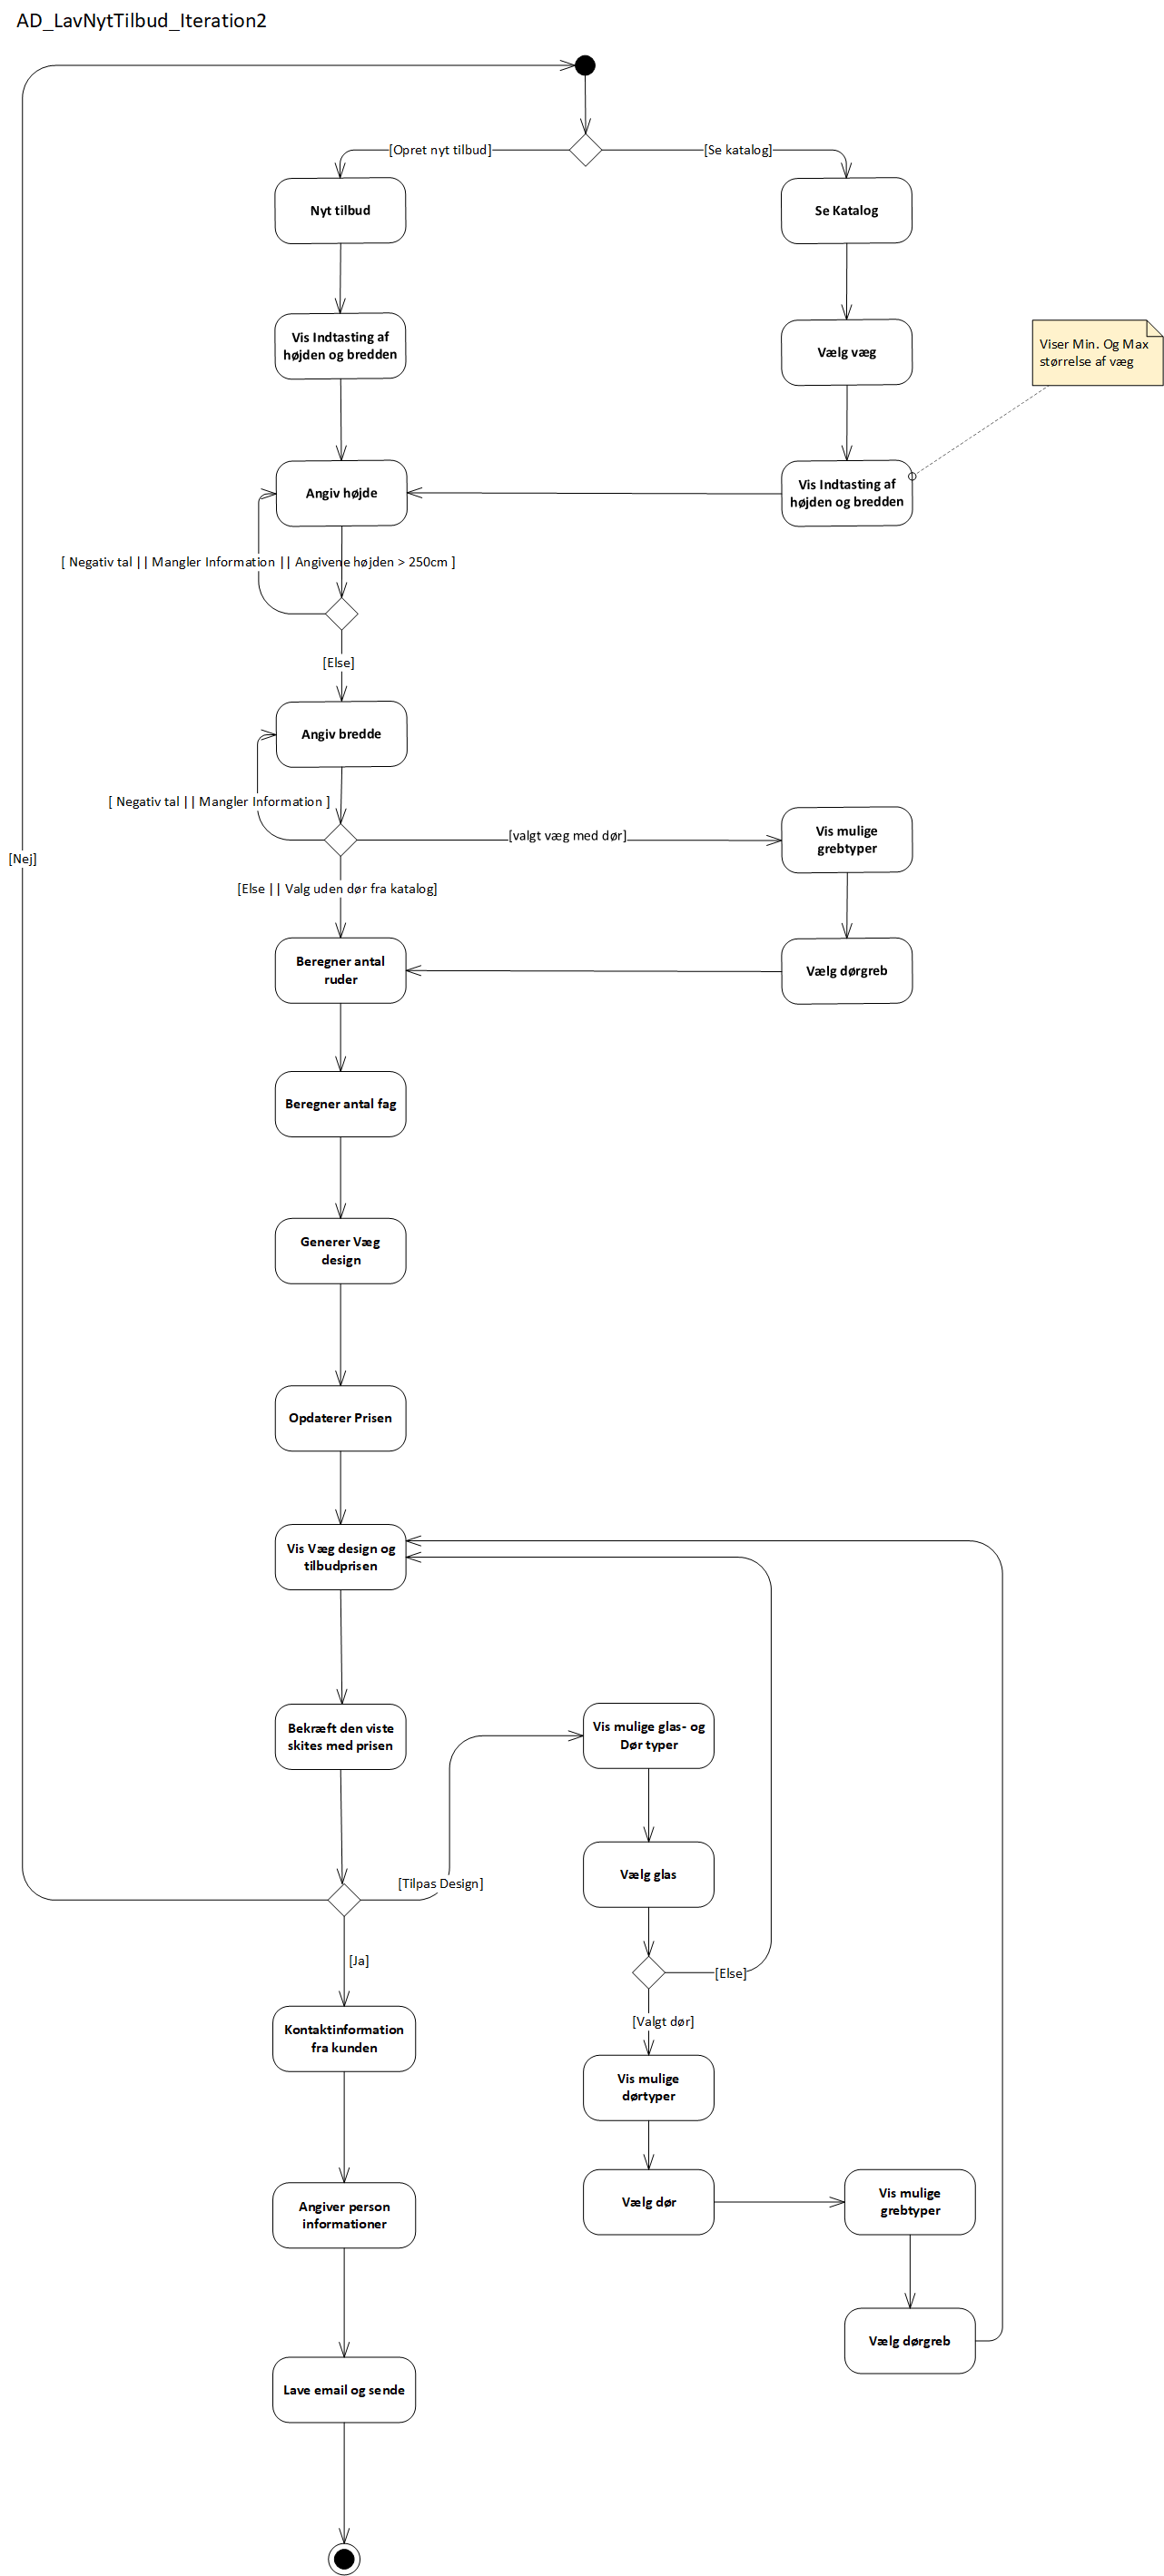 AD_LavNytTilbud_Iteration2
[Opret nyt tilbud]
[Se katalog]
Nyt tilbud
Se Katalog
Vis Indtasting af
højden og bredden
Vælg væg
Viser Min. Og Max
størrelse af væg
Angiv højde
Vis Indtasting af
højden og bredden
[ Negativ tal || Mangler Information || Angivene højden > 250cm ]
[Else]
Angiv bredde
[ Negativ tal || Mangler Information ]
[valgt væg med dør]
Vis mulige
grebtyper
[Nej]
[Else || Valg uden dør fra katalog]
Beregner antal
ruder
Vælg dørgreb
Beregner antal fag
Generer Væg
design
Opdaterer Prisen
Vis Væg design og
tilbudprisen
Bekræft den viste
skites med prisen
Vis mulige glas- og
Dør typer
Vælg glas
[Tilpas Design]
[Ja]
[Else]
[Valgt dør]
Kontaktinformation
fra kunden
Vis mulige
dørtyper
Angiver person
informationer
Vælg dør
Vis mulige
grebtyper
Vælg dørgreb
Lave email og sende